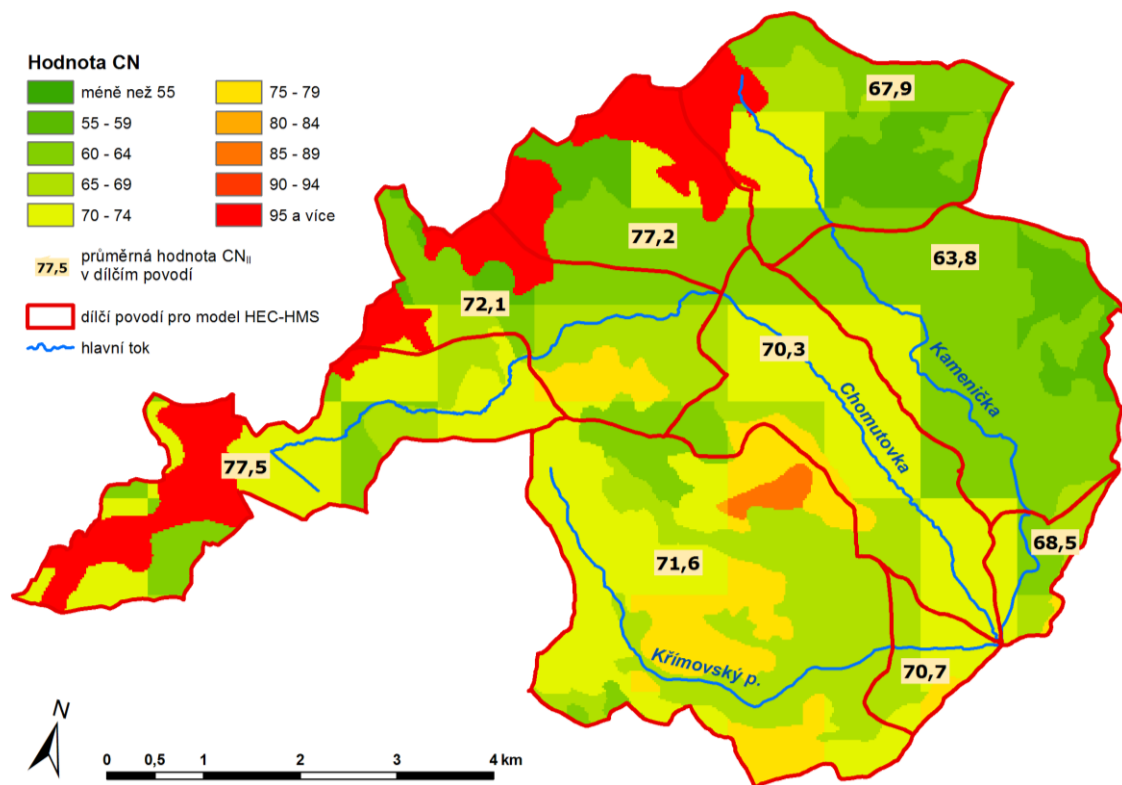 Hodnota CN
méně než 55
55 - 59
60 - 64
65 - 69
70 - 74
75 - 79
80 - 84
85 - 89
90 - 94
95 a více
77,5 průměrná hodnota CN II
v dílčím povodí
dílčí povodí pro model HEC-HMS
hlavní tok
67,9
77,2
63,8
72,1
70,3
Kamenička
Chomutovka
77,5
68,5
71,6
Křímovský p.
70,7
N
0 0,5 1 2 3 4 km